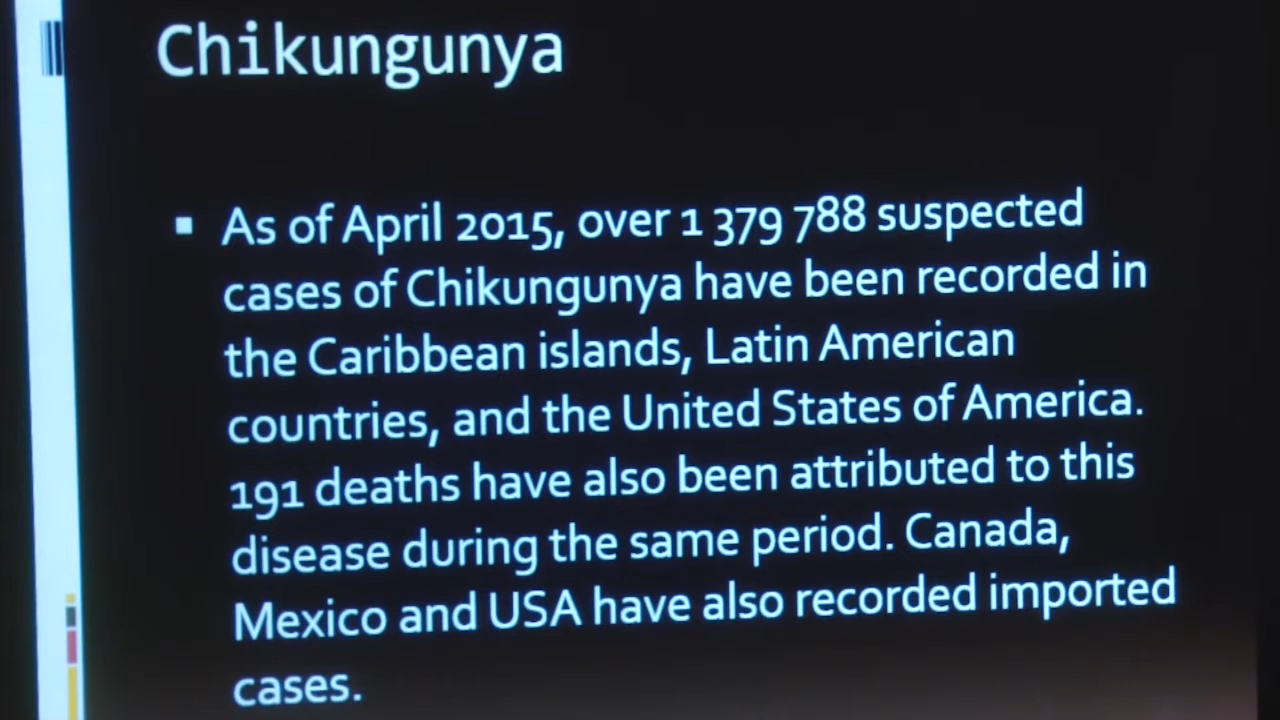 Chikungunya
▪ As of April 2015, over 1 379 788 suspected
cases of Chikungunya have been recorded in
the Caribbean islands, Latin American
countries, and the United States of America.
191 deaths have also been attributed to this
disease during the same period. Canada,
Mexico and USA have also recorded imported
cases.